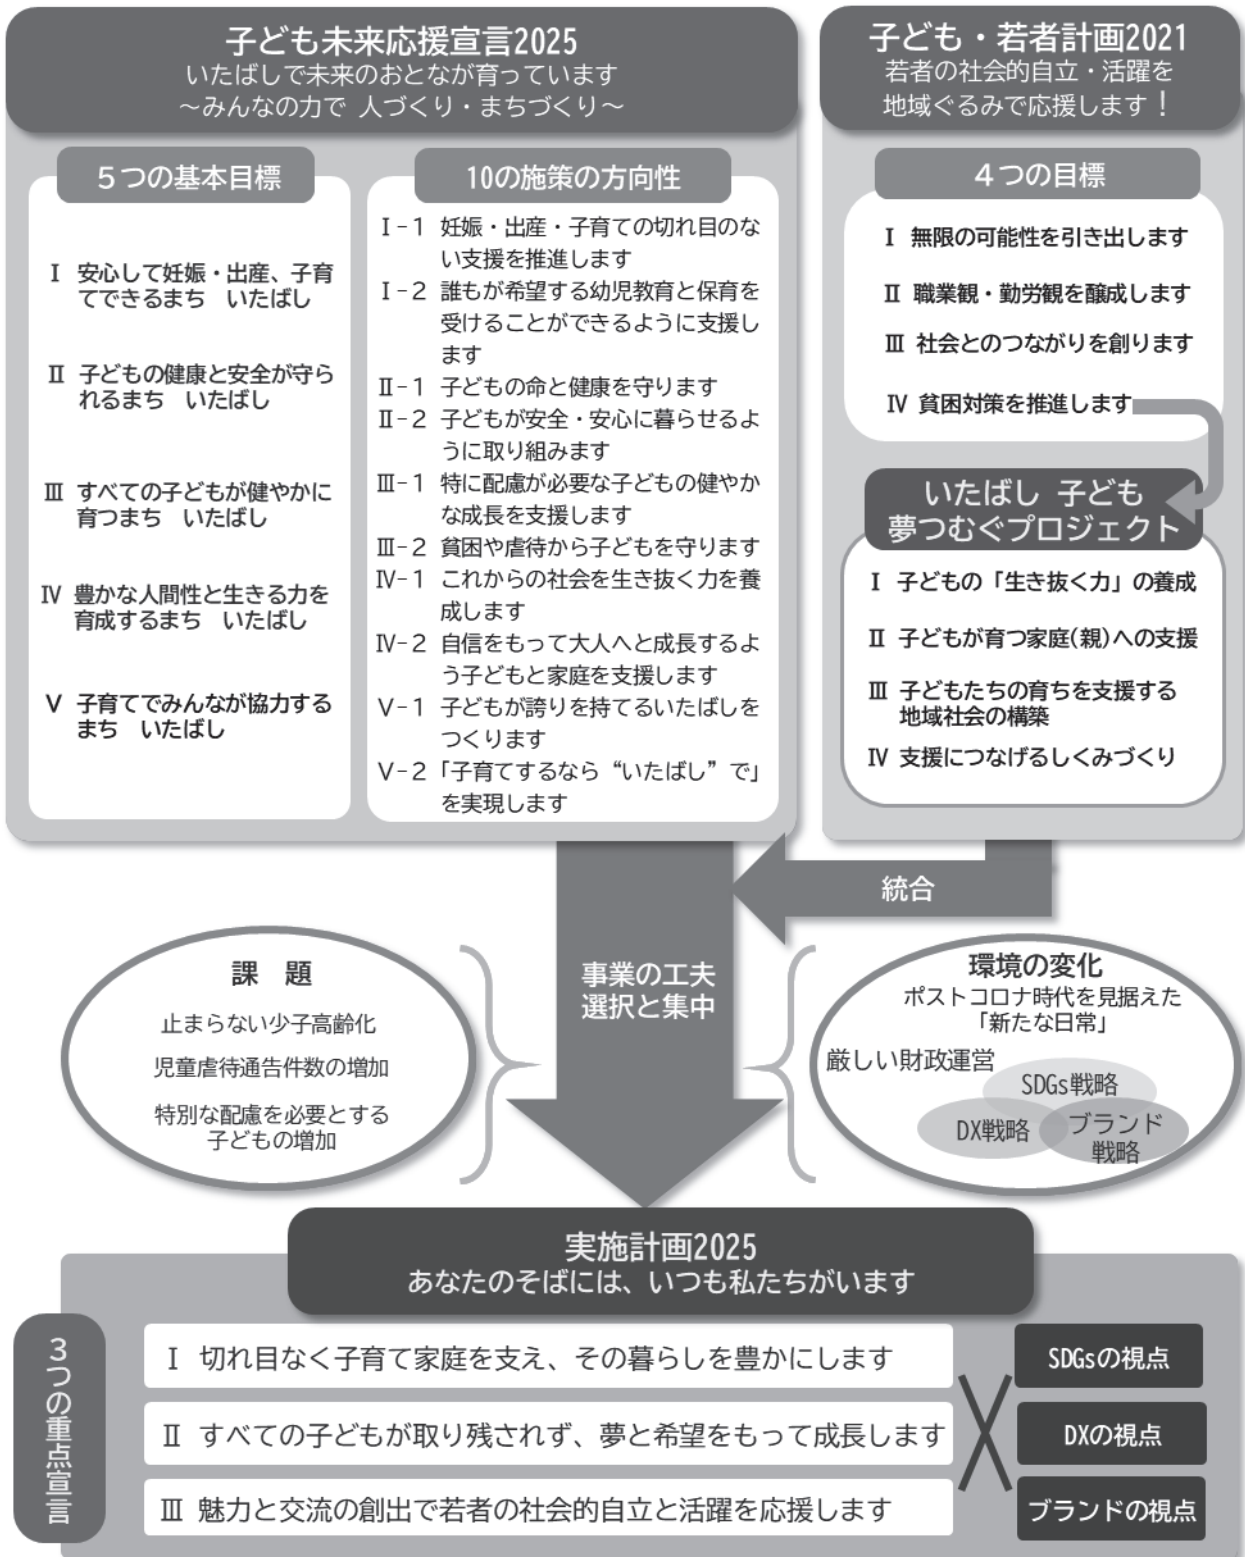 子ども未来応援宣言2025
いたばしで未来のおとなが育っています
～みんなの力で 人づくり・まちづくり～
5つの基本目標
Ⅰ 安心して妊娠・出産、子育
てできるまち　いたばし
Ⅱ 子どもの健康と安全が守ら
れるまち　いたばし
Ⅲ すべての子どもが健やかに
育つまち　いたばし
Ⅳ 豊かな人間性と生きる力を
育成するまち　いたばし
Ⅴ 子育てでみんなが協力する
まち　いたばし
10の施策の方向性
Ⅰ-1 妊娠・出産・子育ての切れ目のな
い支援を推進します
Ⅰ-2 誰もが希望する幼児教育と保育を
受けることができるように支援し
ます
Ⅱ-1 子どもの命と健康を守ります
Ⅱ-2 子どもが安全・安心に暮らせるよ
うに取り組みます
Ⅲ-1 特に配慮が必要な子どもの健やか
な成長を支援します
Ⅲ-2 貧困や虐待から子どもを守ります
Ⅳ-1 これからの社会を生き抜く力を養
成します
Ⅳ-2 自信をもって大人へと成長するよ
う子どもと家庭を支援します
Ⅴ-1 子どもが誇りを持てるいたばしを
つくります
Ⅴ-2 「子育てするなら“いたばし”で」
を実現します
子ども・若者計画2021
若者の社会的自立・活躍を
地域ぐるみで応援します！
4つの目標
Ⅰ 無限の可能性を引き出します
Ⅱ 職業観・勤労観を醸成します
Ⅲ 社会とのつながりを創ります
Ⅳ 貧困対策を推進します
いたばし 子ども
夢つむぐプロジェクト
Ⅰ 子どもの「生き抜く力」の養成
Ⅱ 子どもが育つ家庭(親)への支援
Ⅲ 子どもたちの育ちを支援する
地域社会の構築
Ⅳ 支援につなげるしくみづくり
統合
事業の工夫
選択と集中
課　題
止まらない少子高齢化
児童虐待通告件数の増加
特別な配慮を必要とする
子どもの増加
環境の変化
ポストコロナ時代を見据えた
「新たな日常」
厳しい財政運営
SDGs戦略
DX戦略
ブランド
戦略
実施計画2025
あなたのそばには、いつも私たちがいます
3つの重点宣言
Ⅰ 切れ目なく子育て家庭を支え、その暮らしを豊かにします
Ⅱ すべての子どもが取り残されず、夢と希望をもって成長します
Ⅲ 魅力と交流の創出で若者の社会的自立と活躍を応援します
SDGsの視点
DXの視点
ブランドの視点